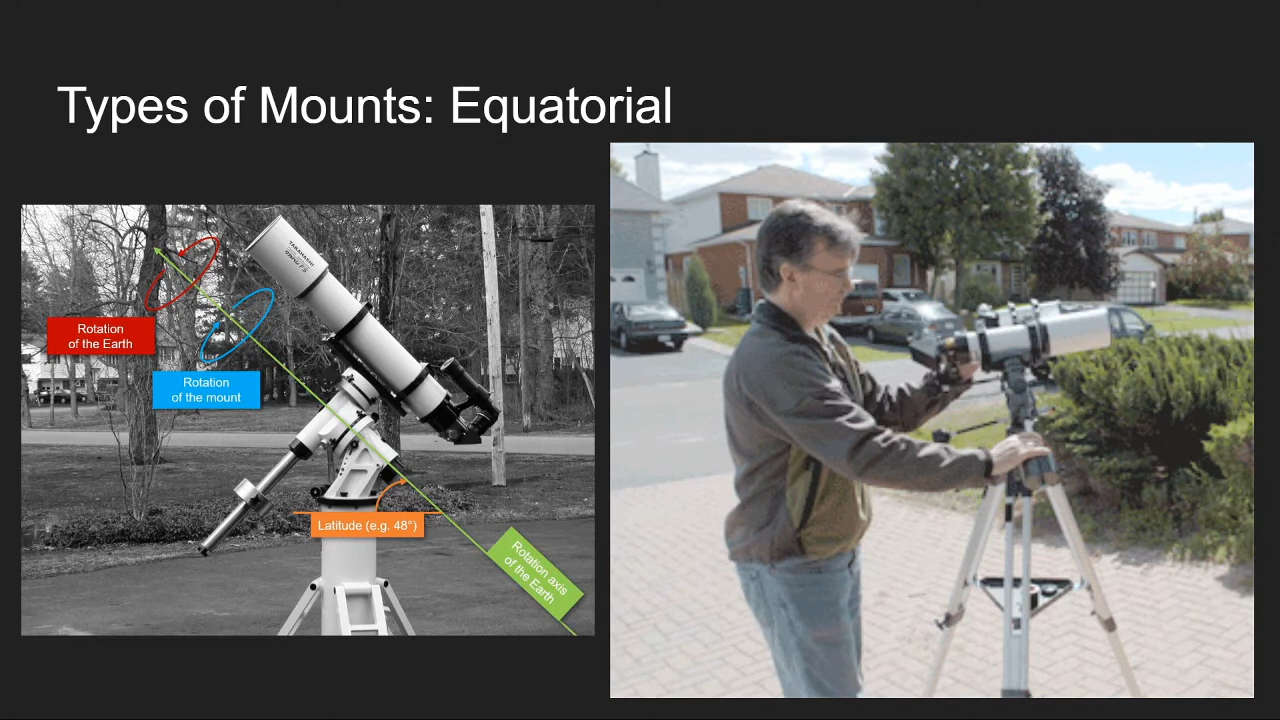 Types of Mounts: Equatorial
TAKAHASHI
Rotation
of the Earth
Rotation
of the mount
Latitude (e.g. 48°)
Rotation axis
of the Earth